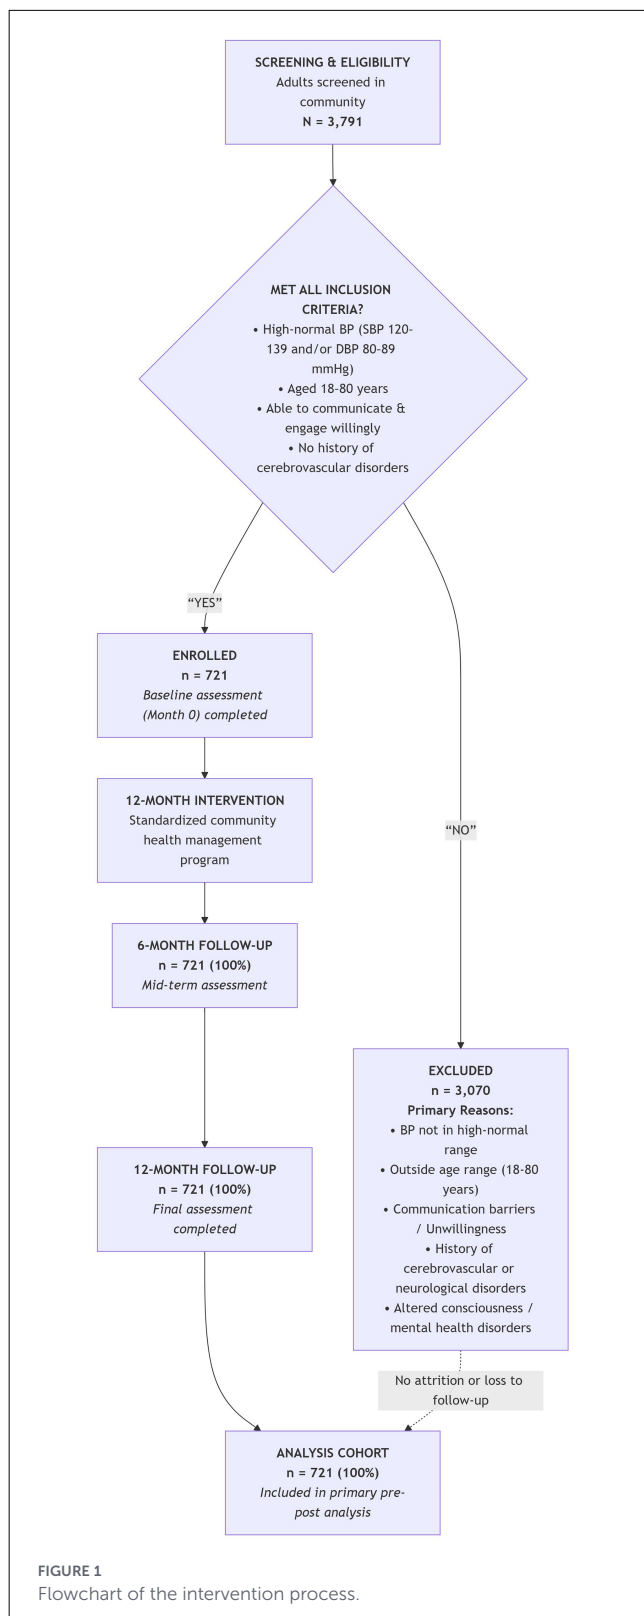 SCREENING & ELIGIBILITY
Adults screened in
community
N = 3,791
MET ALL INCLUSION
CRITERIA?
• High-normal BP (SBP 120-
139 and/or DBP 80-89
mmHg)
• Aged 18-80 years
• Able to communicate &
engage willingly
• No history of
cerebrovascular disorders
“YES”
ENROLLED
n = 721
Baseline assessment
(Month 0) completed
12-MONTH INTERVENTION
Standardized community
health management
program
“NO”
6-MONTH FOLLOW-UP
n = 721 (100%)
Mid-term assessment
12-MONTH FOLLOW-UP
n = 721 (100%)
Final assessment
completed
EXCLUDED
n = 3,070
Primary Reasons:
• BP not in high-normal
range
• Outside age range (18-80
years)
• Communication barriers
/ Unwillingness
• History of
cerebrovascular or
neurological disorders
• Altered consciousness /
mental health disorders
No attrition or loss to
follow-up
ANALYSIS COHORT
n = 721 (100%)
Included in primary pre-
post analysis
FIGURE 1
Flowchart of the intervention process.